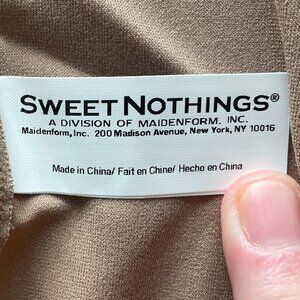 SWEET NOTHINGS®
A DIVISION OF MAIDENFORM. INC.
Maidenform, Inc. 200 Madison Avenue, New York, NY 10016
Made in China/ Fait en Chine/ Hecho en China